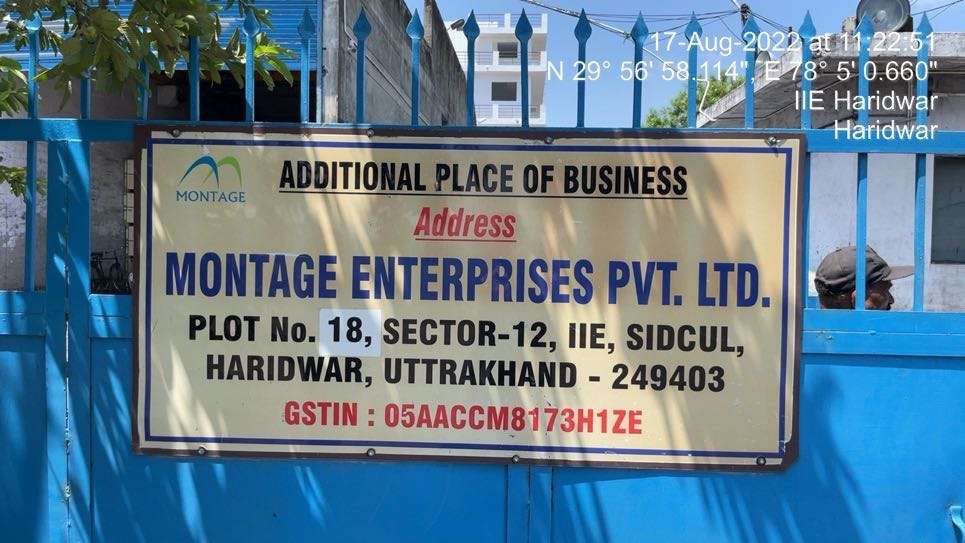 17-Aug-2022 at 11:22:51
N 29° 56' 58.114", E 78° 5' 0.660"
IIE Haridwar
Haridwar
MONTAGE
ADDITIONAL PLACE OF BUSINESS
Address
MONTAGE ENTERPRISES PVT. LTD.
PLOT No. 18, SECTOR-12, IIE, SIDCUL,
HARIDWAR, UTTRAKHAND - 249403
GSTIN : 05AACCM8173H1ZE